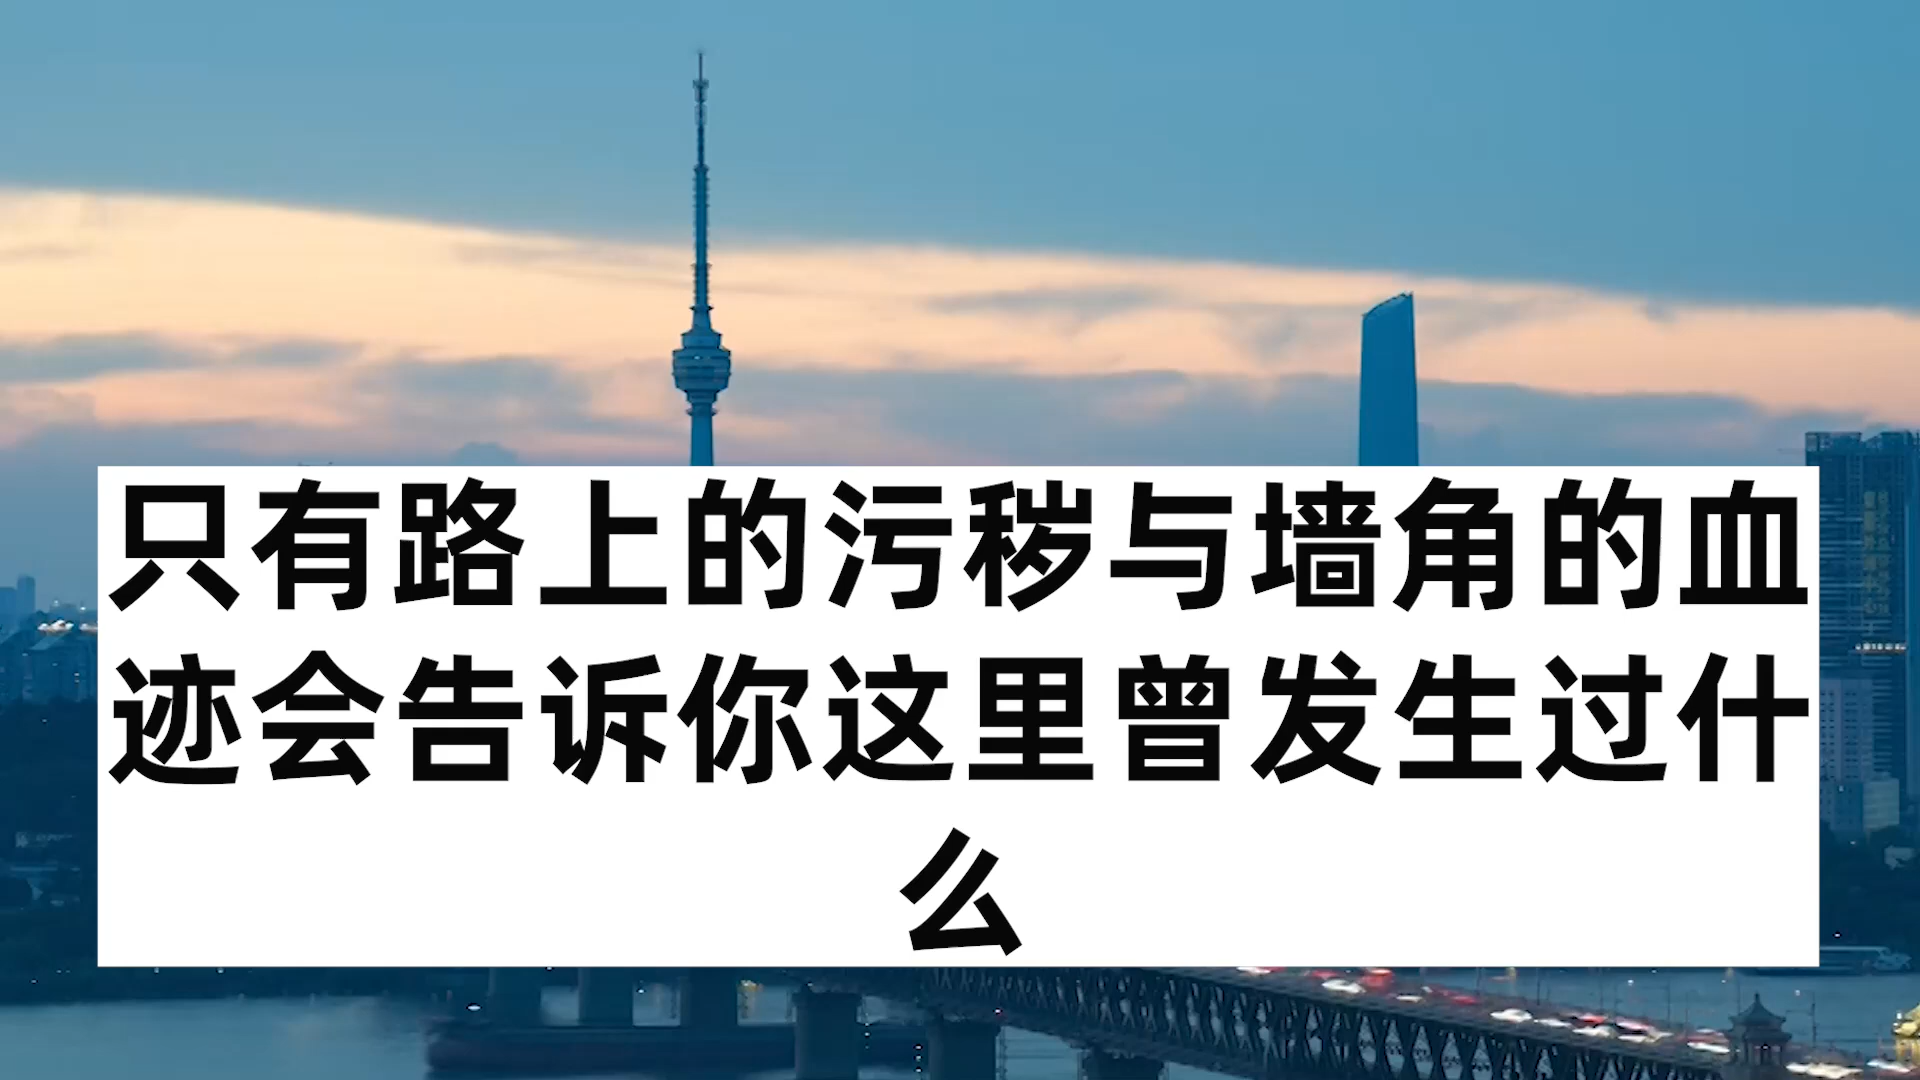 只有路上的污秽与墙角的血
迹会告诉你这里曾发生过什
么